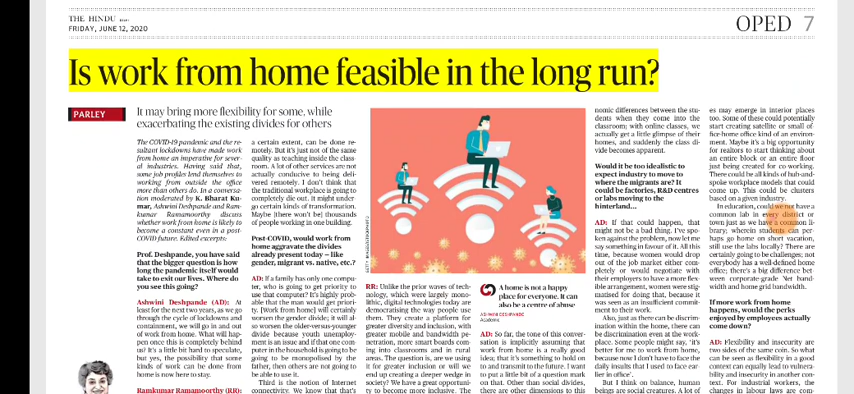 THE HINDU
FRIDAY, JUNE 12, 2020
OPED 7
Is work from home feasible in the long run?
PARLEY
It may bring more flexibility for some, while
exacerbating the existing divides for others
The COVID-19 pandemic and the re-
sultant lockdowns have made work
from home an imperative for sever-
al industries. Having said that,
some job profiles lend themselves to
working from outside the office
more than others do. In a conversa-
tion moderated by K. Bharat Ku-
mar, Ashwini Deshpande and Ram-
kumar Ramamoorthy discuss
whether work from home is likely to
become a constant even in a post-
COVID future. Edited excerpts:
Prof. Deshpande, you have said
that the bigger question is how
long the pandemic itself would
take to exit our lives. Where do
you see this going?
Ashwini Deshpande (AD): At
least for the next two years, as we go
through the cycle of lockdowns and
containment, we will go in and out
of work from home. What will hap-
pen once this is completely behind
us? It's a little bit hard to speculate,
but yes, the possibility that some
kinds of work can be done from
home is now here to stay.
Ramkumar Ramamoorthy (RR):
a certain extent, can be done re-
motely. But it's just not of the same
quality as teaching inside the class-
room. A lot of other services are not
actually conducive to being deli-
vered remotely. I don't think that
the traditional workplace is going to
completely die out. It might under-
go certain kinds of transformation.
Maybe [there won't be] thousands
of people working in one building.
Post-COVID, would work from
home aggravate the divides
already present today – like
gender, migrant vs. native, etc.?
AD: If a family has only one compu-
ter, who is going to get priority to
use that computer? It's highly prob-
able that the man would get priori-
ty. [Work from home] will certainly
worsen the gender divide; it will al-
so worsen the older-versus-younger
divide because youth unemploy-
ment is an issue and if that one com-
puter in the household is going to be
going to be monopolised by the
father, then others are not going to
be able to use it.
Third is the notion of Internet
connectivity. We know that that's
RR: Unlike the prior waves of tech-
nology, which were largely mono-
lithic, digital technologies today are
democratising the way people use
them. They create a platform for
greater diversity and inclusion, with
greater mobile and bandwidth pe-
netration, more smart boards com-
ing into classrooms and in rural
areas. The question is, are we using
it for greater inclusion or will we
end up creating a deeper wedge in
society? We have a great opportuni-
ty to become more inclusive. The
A home is not a happy
place for everyone. It can
also be a centre of abuse
ASHWINI DESHPANDE
AD: So far, the tone of this conver-
sation is implicitly assuming that
work from home is a really good
idea; that it's something to hold on
to and transmit to the future. I want
to put a little bit of a question mark
on that. Other than social divides,
there are other dimensions to this
nomic differences between the stu-
dents when they come into the
classroom; with online classes, we
actually get a little glimpse of their
homes, and suddenly the class di-
vide becomes apparent.
Would it be too idealistic to
expect industry to move to
where the migrants are? It
could be factories, R&D centres
or labs moving to the
hinterland...
AD: If that could happen, that
might not be a bad thing. I've spo-
ken against the problem, now let me
say something in favour of it. All this
time, because women would drop
out of the job market either com-
pletely or would negotiate with
their employers to have a more flex-
ible arrangement, women were stig-
matised for doing that, because it
was seen as an insufficient commit-
ment to their work.
Also, just as there can be discrim-
ination within the home, there can
be discrimination even at the work-
place. Some people might say, 'it's
better for me to work from home,
because now I don't have to face the
daily insults that I used to face ear-
lier in office'.
But I think on balance, human
beings are social creatures. A lot of
es may emerge in interior places
too. Some of these could potentially
start creating satellite or small of-
fice-home office kind of an environ-
ment. Maybe it's a big opportunity
for realtors to start thinking about
an entire block or an entire floor
just being created for co-working.
There could be all kinds of hub-and-
spoke workplace models that could
come up. This could be clusters
based on a given industry.
In education, could we have a
common lab in every district or
town just as we have a common lib-
rary; wherein students can per-
haps go home on short vacation,
still use the labs locally? There are
certainly going to be challenges; not
everybody has a well-defined home
office; there's a big difference bet-
ween corporate-grade Net band-
width and home grid bandwidth.
If more work from home
happens, would the perks
enjoyed by employees actually
come down?
AD: Flexibility and insecurity are
two sides of the same coin. So what
can be seen as flexibility in a good
context can equally lead to vulnera-
bility and insecurity in another con-
text. For industrial workers, the
changes in labour laws are com-